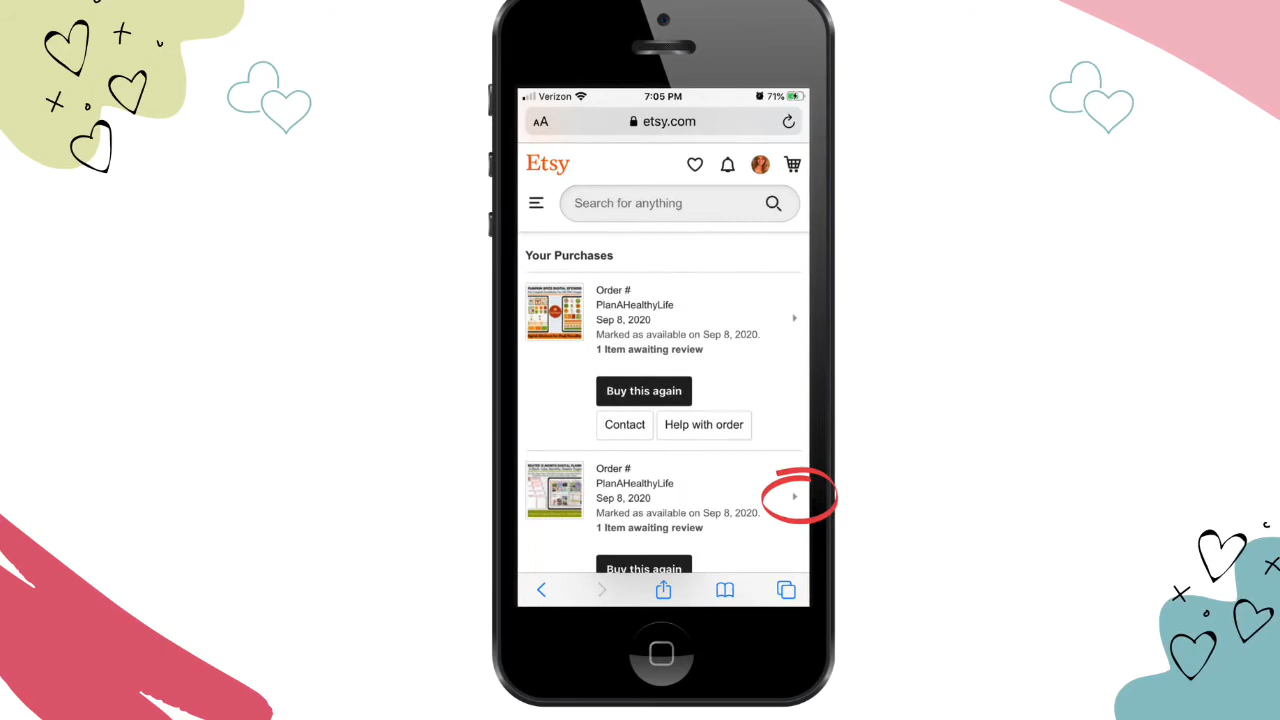 Verizon 7:05 PM 71%
AA etsy.com
Etsy
Search for anything
Your Purchases
Order #
PlanAHealthyLife
Sep 8, 2020
Marked as available on Sep 8, 2020.
1 Item awaiting review
Buy this again
Contact Help with order
Order #
PlanAHealthyLife
Sep 8, 2020
Marked as available on Sep 8, 2020.
1 Item awaiting review
Buy this again